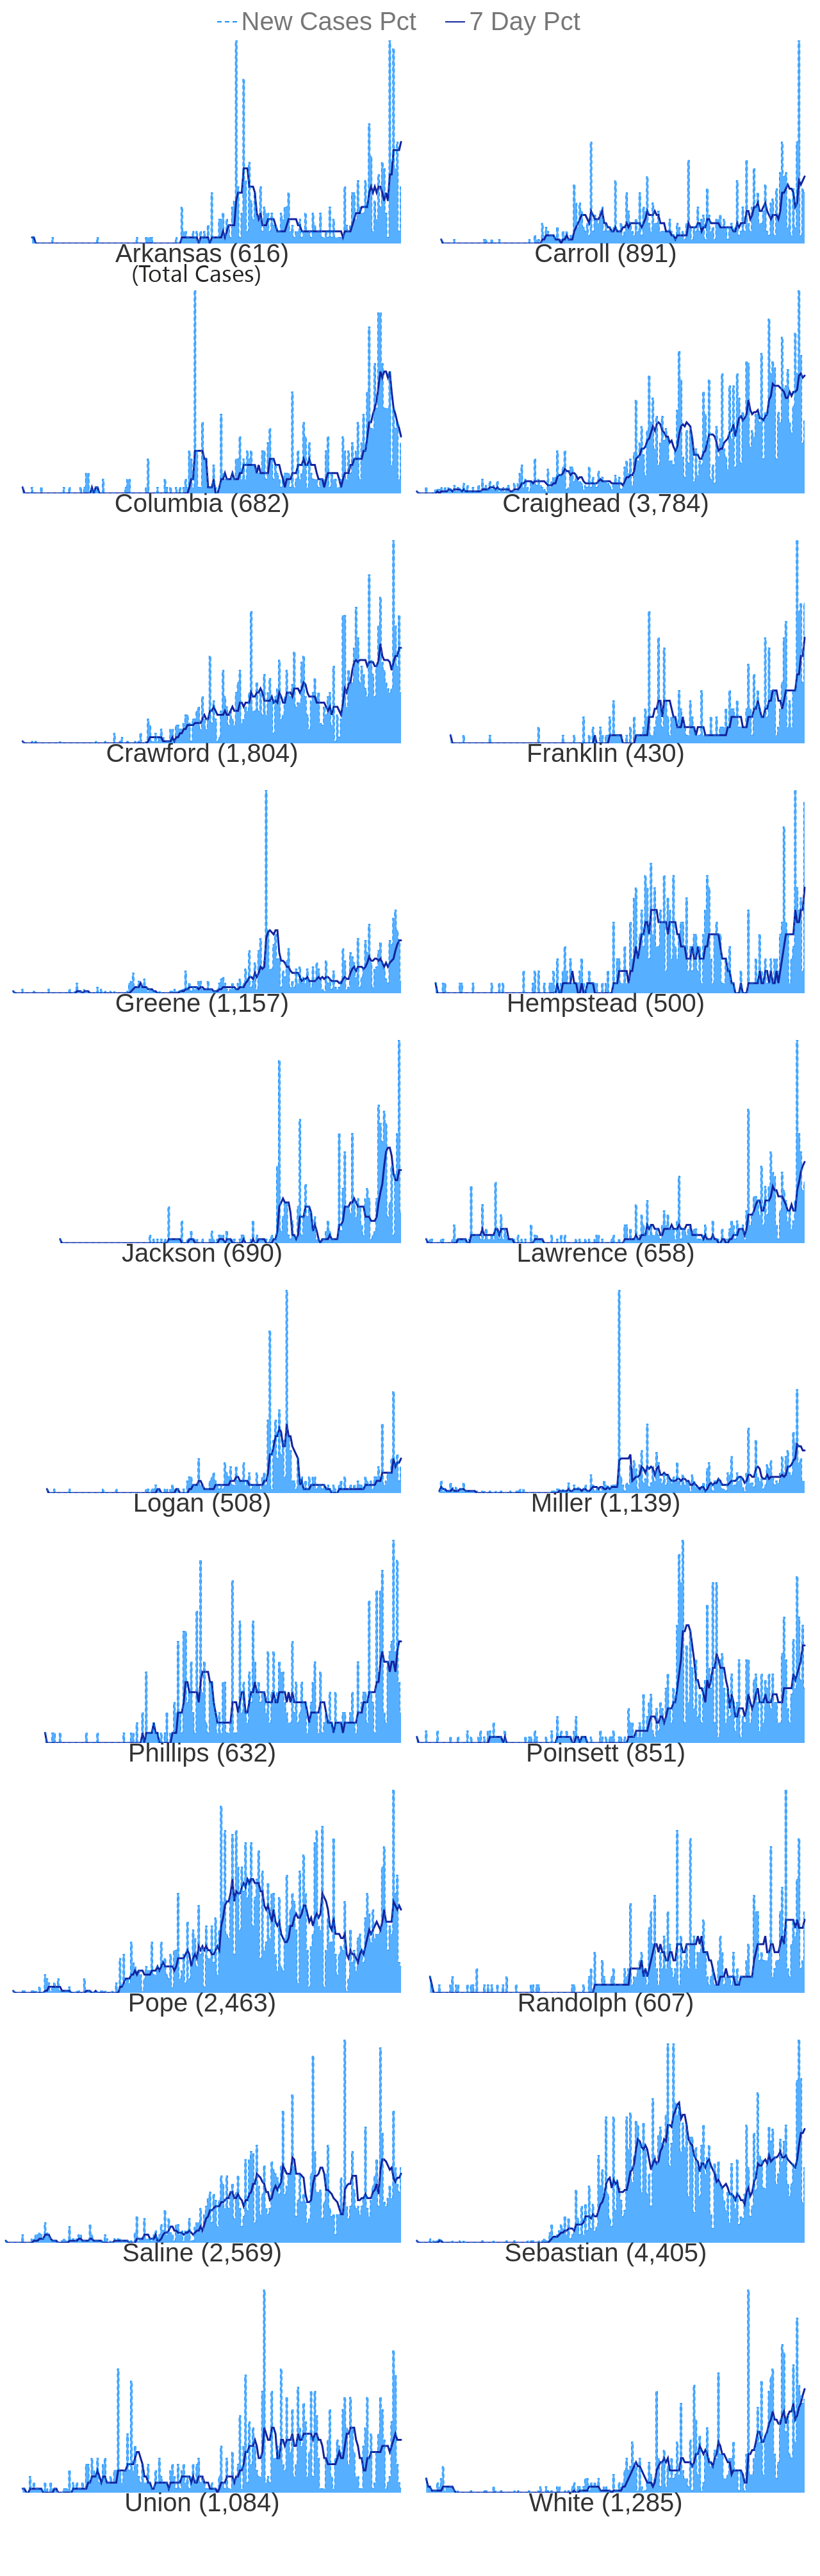 New Cases Pct 7 Day Pct
Arkansas (616) Carroll (891)
(Total Cases)
Columbia (682) Craighead (3,784)
Crawford (1,804) Franklin (430)
Greene (1,157) Hempstead (500)
Jackson (690) Lawrence (658)
Logan (508) Miller (1,139)
Phillips (632) Poinsett (851)
Pope (2,463) Randolph (607)
Saline (2,569) Sebastian (4,405)
Union (1,084) White (1,285)